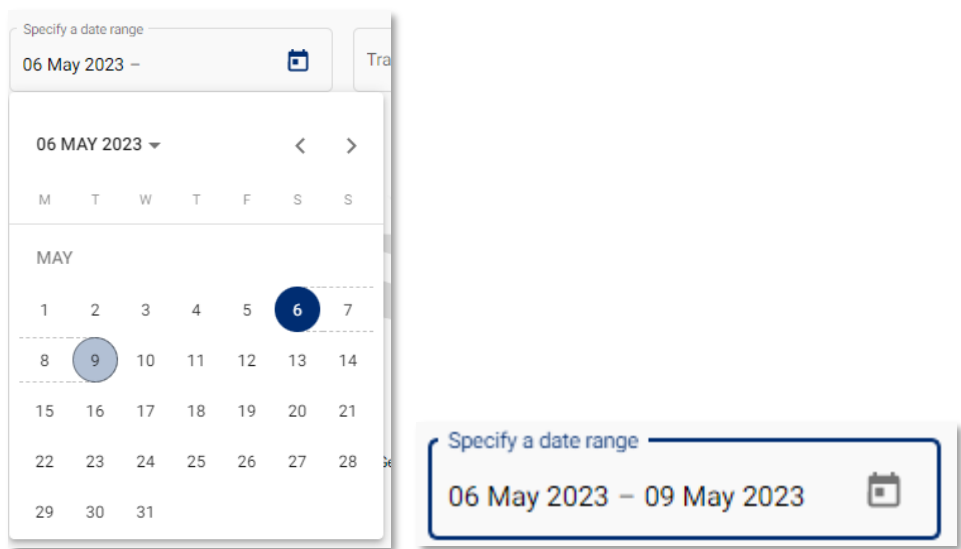 Specify a date range
06 May 2023 –
Tra
06 MAY 2023
M T W T F S S
MAY
1 2 3 4 5 6 7
8 9 10 11 12 13 14
15 16 17 18 19 20 21
22 23 24 25 26 27 28
29 30 31
Specify a date range
06 May 2023 – 09 May 2023